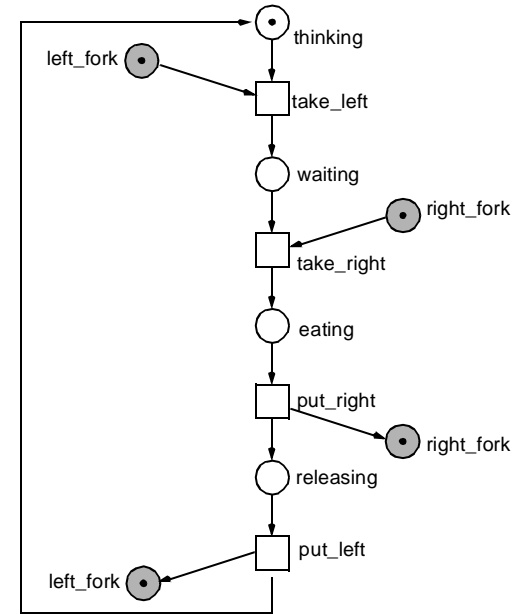 thinking
left_fork
take_left
waiting
right_fork
take_right
eating
put_right
right_fork
releasing
put_left
left_fork